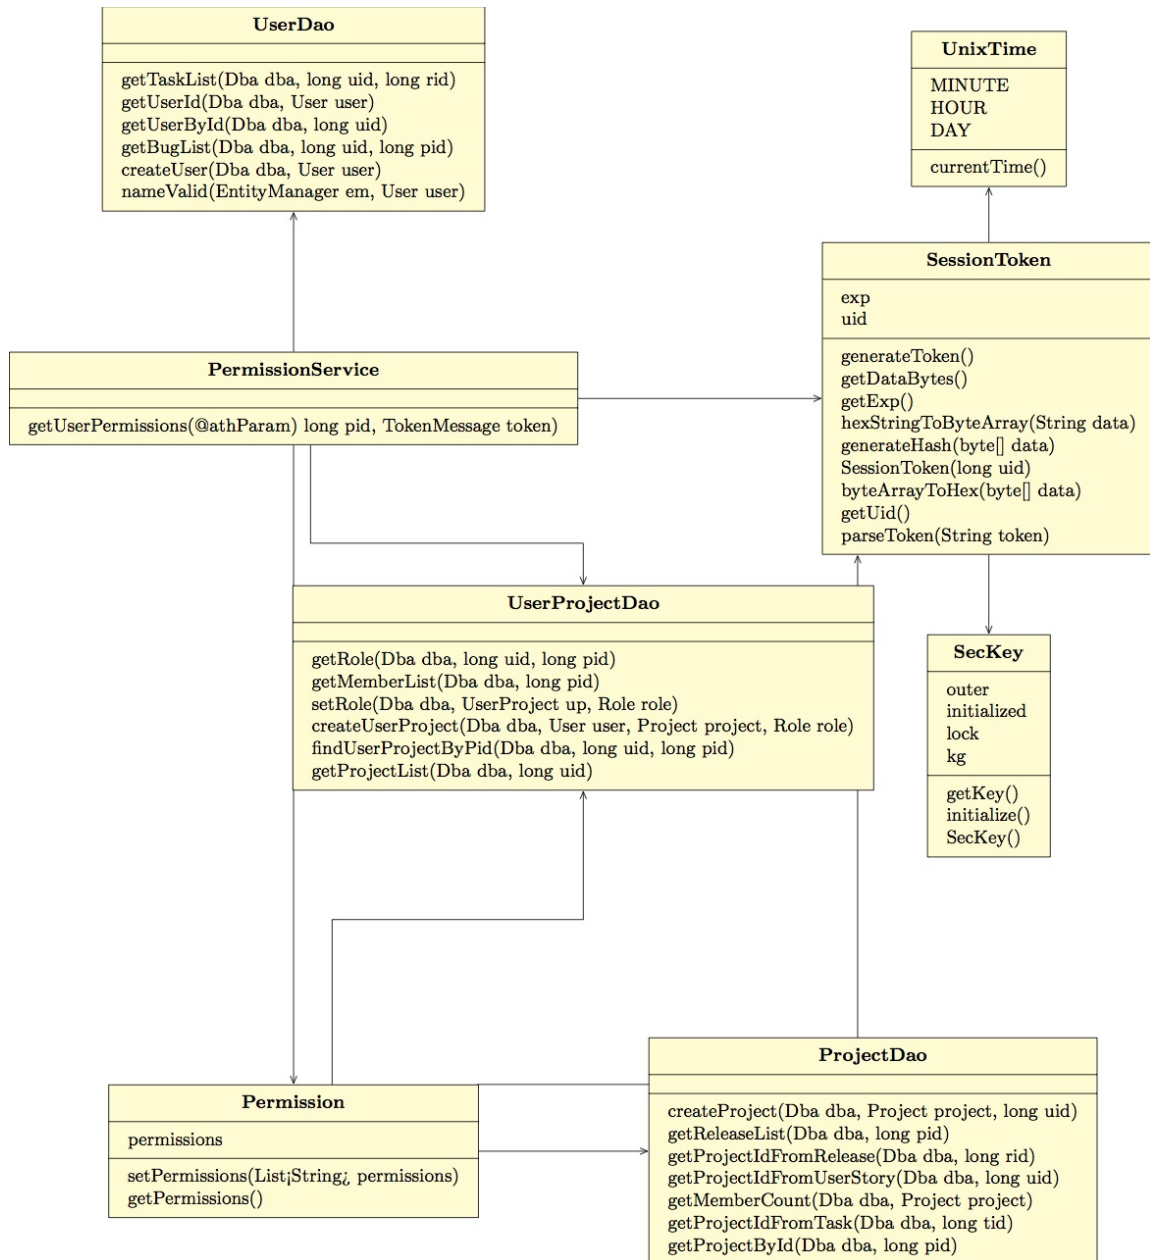 UserDao
getTaskList(Dba dba, long uid, long rid)
getUserId(Dba dba, User user)
getUserById(Dba dba, long uid)
getBugList(Dba dba, long uid, long pid)
createUser(Dba dba, User user)
nameValid(EntityManager em, User user)
UnixTime
MINUTE
HOUR
DAY
currentTime()
SessionToken
exp
uid
generateToken()
getDataBytes()
getExp()
hexStringToByteArray(String data)
generateHash(byte[] data)
SessionToken(long uid)
byteArrayToHex(byte[] data)
getUid()
parseToken(String token)
PermissionService
getUserPermissions(@athParam) long pid, TokenMessage token)
UserProjectDao
getRole(Dba dba, long uid, long pid)
getMemberList(Dba dba, long pid)
setRole(Dba dba, UserProject up, Role role)
createUserProject(Dba dba, User user, Project project, Role role)
findUserProjectByPid(Dba dba, long uid, long pid)
getProjectList(Dba dba, long uid)
SecKey
outer
initialized
lock
kg
getKey()
initialize()
SecKey()
Permission
permissions
setPermissions(List¡String¿ permissions)
getPermissions()
ProjectDao
createProject(Dba dba, Project project, long uid)
getReleaseList(Dba dba, long pid)
getProjectIdFromRelease(Dba dba, long rid)
getProjectIdFromUserStory(Dba dba, long uid)
getMemberCount(Dba dba, Project project)
getProjectIdFromTask(Dba dba, long tid)
getProjectById(Dba dba, long pid)